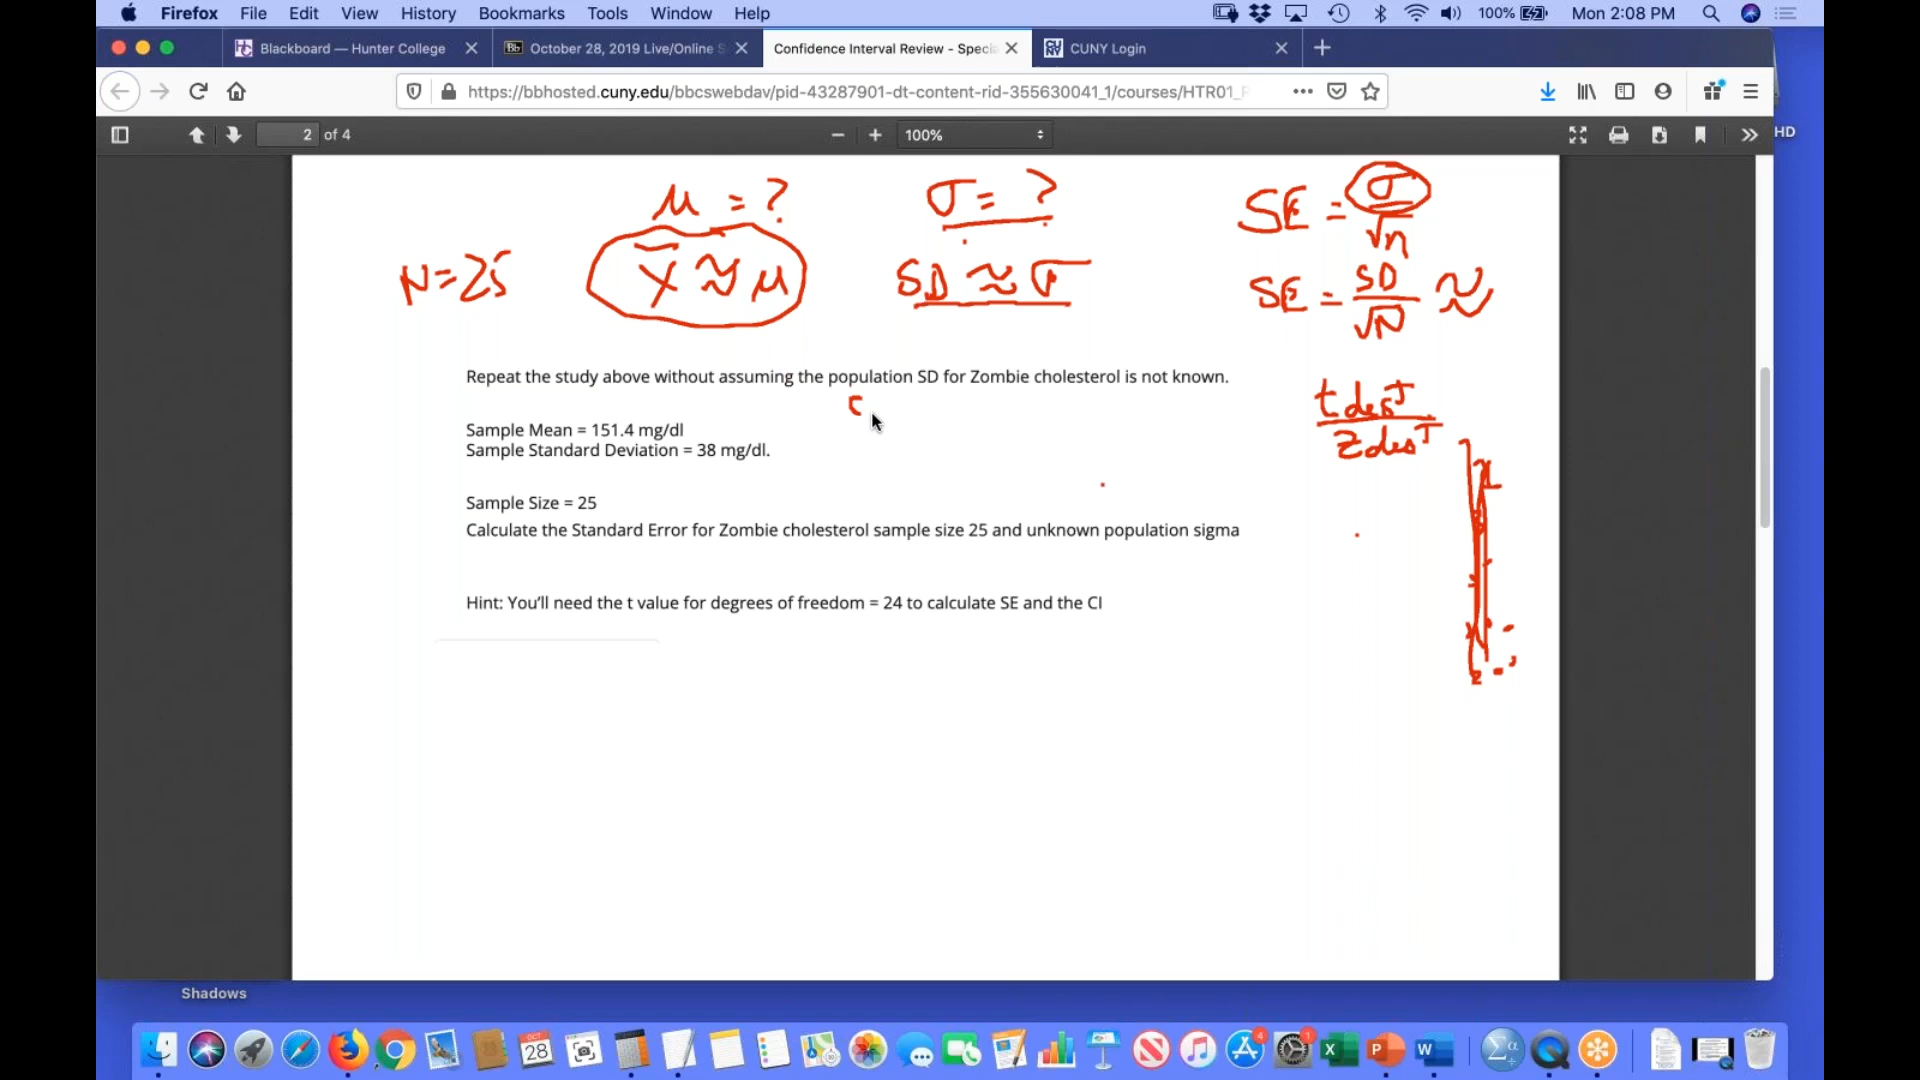 Firefox File Edit View History Bookmarks Tools Window Help 100% Mon 2:08 PM
Blackboard — Hunter College October 28, 2019 Live/Online S Confidence Interval Review - Specia CUNY Login
https://bbhosted.cuny.edu/bbcswebdav/pid-43287901-dt-content-rid-355630041_1/courses/HTR01_F
2 of 4 100% HD
μ = ? σ = ? SE = σ/√n
N=25 X̄ ≈ μ SD ≈ σ SE = SD/√N ≈
Repeat the study above without assuming the population SD for Zombie cholesterol is not known.
t dest
z dest
Sample Mean = 151.4 mg/dl
Sample Standard Deviation = 38 mg/dl.
Sample Size = 25
Calculate the Standard Error for Zombie cholesterol sample size 25 and unknown population sigma
Hint: You’ll need the t value for degrees of freedom = 24 to calculate SE and the CI
Shadows
OCT
28